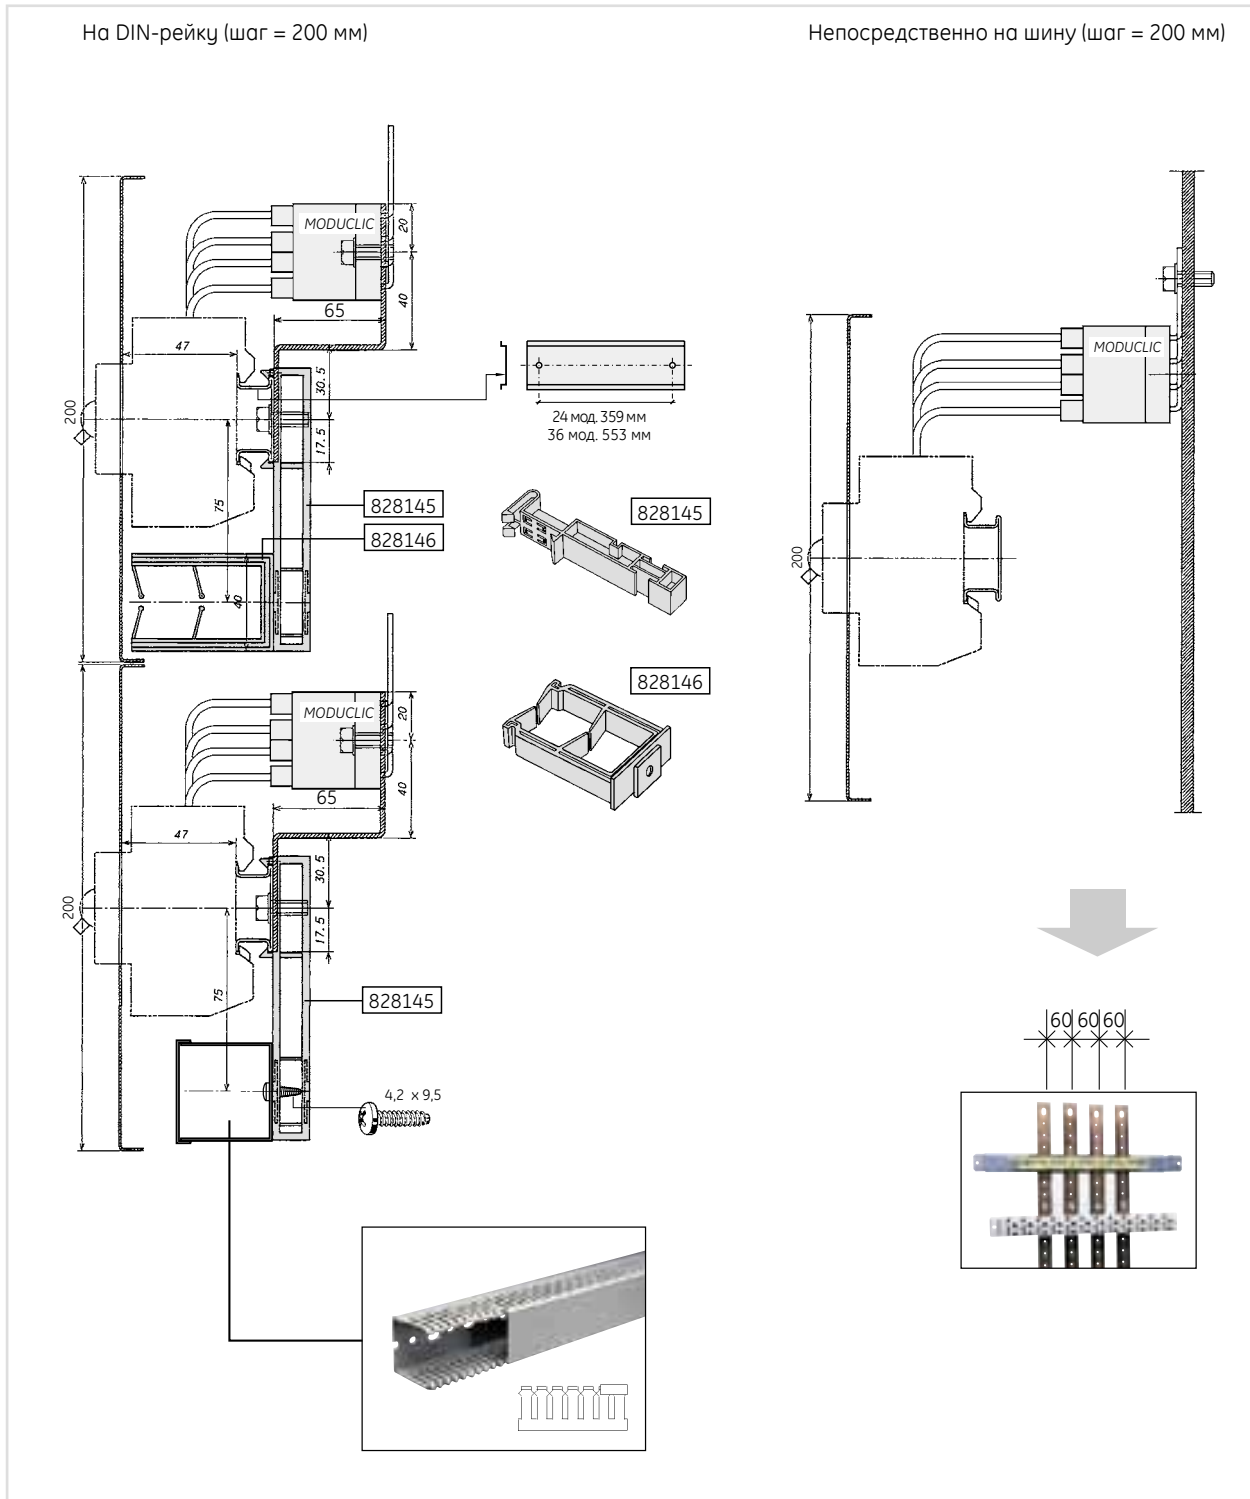 На DIN-рейку (шаг = 200 мм)
Непосредственно на шину (шаг = 200 мм)
MODUCLIC
20
40
65
47
30.5
17.5
200
75
40
24 мод. 359 мм
36 мод. 553 мм
828145
828146
828145
828146
MODUCLIC
20
40
65
47
30.5
17.5
200
75
828145
4,2 x 9,5
MODUCLIC
200
60 60 60